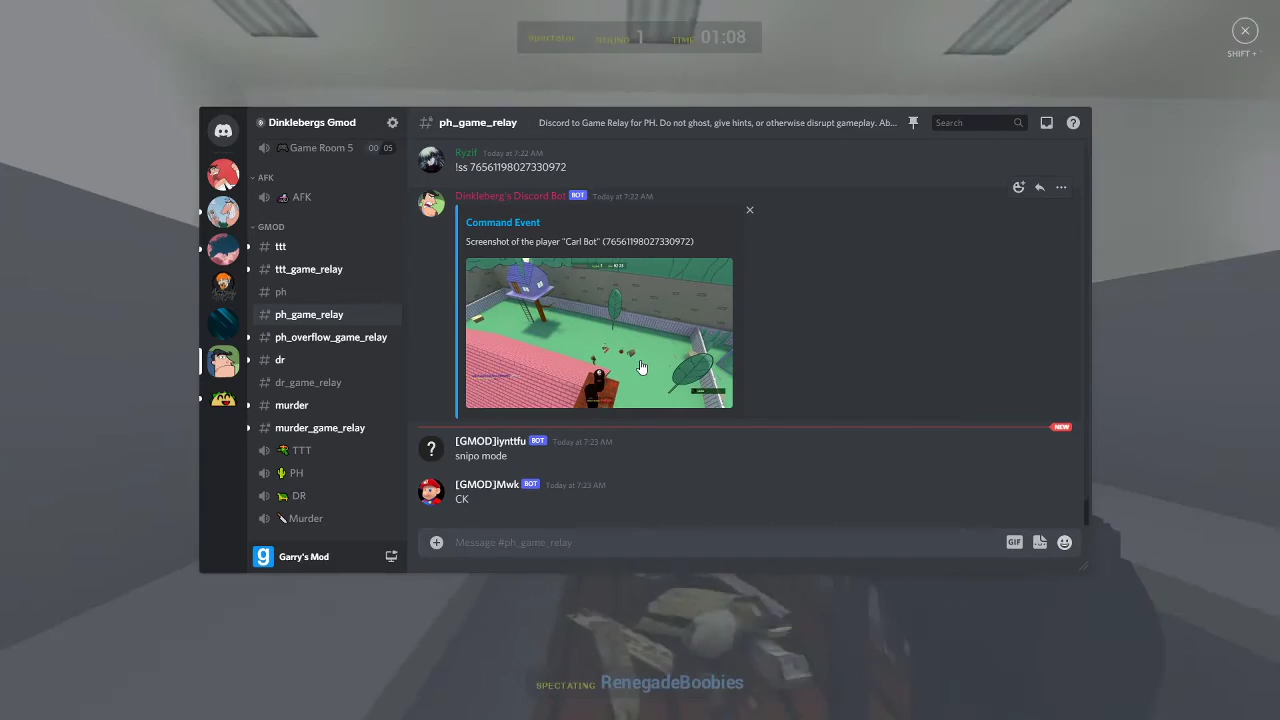 Spectator ROUND 1 TIME 01:08
SHIFT + `
Dinklebergs Gmod
Game Room 5 00 05
AFK
AFK
GMOD
ttt
ttt_game_relay
ph
ph_game_relay
ph_overflow_game_relay
dr
dr_game_relay
murder
murder_game_relay
TTT
PH
DR
Murder
Garry's Mod
ph_game_relay Discord to Game Relay for PH. Do not ghost, give hints, or otherwise disrupt gameplay. Ab... Search
Ryzif Today at 7:22 AM
!ss 76561198027330972
Dinkleberg's Discord Bot BOT Today at 7:22 AM
Command Event
Screenshot of the player "Carl Bot" (76561198027330972)
NEW
[GMOD]iynttfu BOT Today at 7:23 AM
snipo mode
[GMOD]Mwk BOT Today at 7:23 AM
CK
Message #ph_game_relay
GIF
SPECTATING RenegadeBoobies